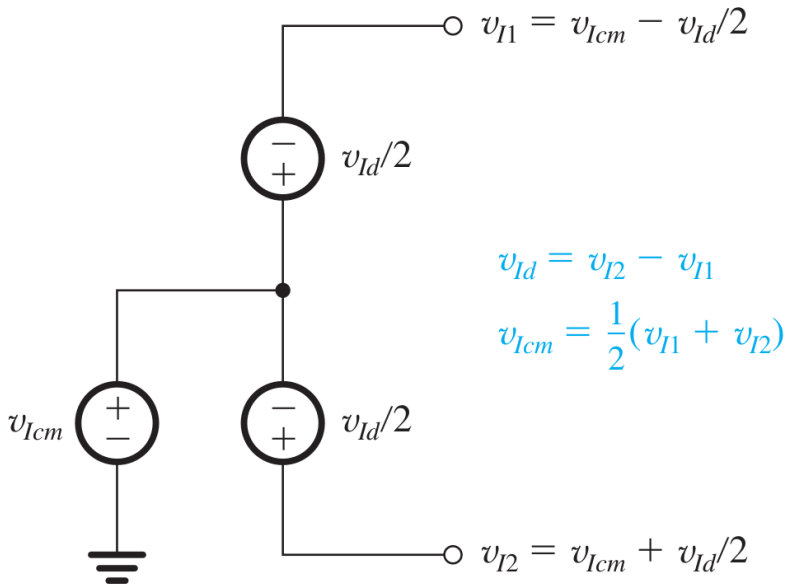 v_{I1} = v_{Icm} − v_{Id}/2
−
+
v_{Id}/2
v_{Id} = v_{I2} − v_{I1}
v_{Icm} = \frac{1}{2}(v_{I1} + v_{I2})
+
−
v_{Icm}
−
+
v_{Id}/2
v_{I2} = v_{Icm} + v_{Id}/2